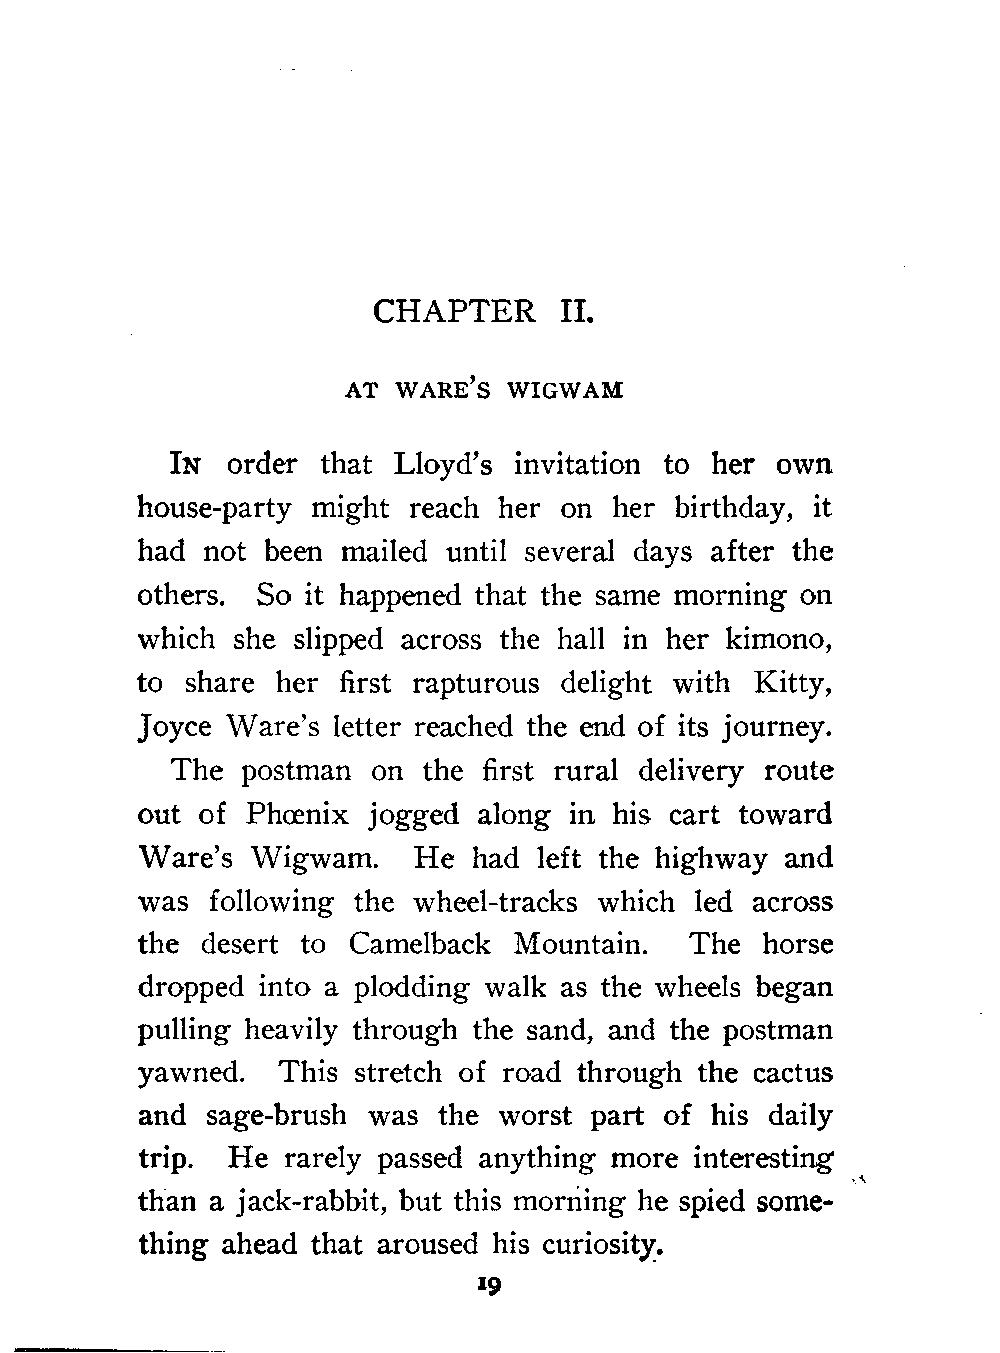 CHAPTER II.
AT WARE'S WIGWAM
IN order that Lloyd's invitation to her own
house-party might reach her on her birthday, it
had not been mailed until several days after the
others. So it happened that the same morning on
which she slipped across the hall in her kimono,
to share her first rapturous delight with Kitty,
Joyce Ware's letter reached the end of its journey.
The postman on the first rural delivery route
out of Phœnix jogged along in his cart toward
Ware's Wigwam. He had left the highway and
was following the wheel-tracks which led across
the desert to Camelback Mountain. The horse
dropped into a plodding walk as the wheels began
pulling heavily through the sand, and the postman
yawned. This stretch of road through the cactus
and sage-brush was the worst part of his daily
trip. He rarely passed anything more interesting
than a jack-rabbit, but this morning he spied some-
thing ahead that aroused his curiosity.
19